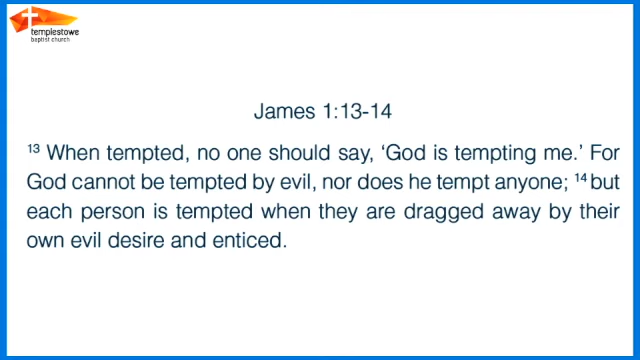 templestowe
baptist church
James 1:13-14
¹³ When tempted, no one should say, ‘God is tempting me.’ For
God cannot be tempted by evil, nor does he tempt anyone; ¹⁴ but
each person is tempted when they are dragged away by their
own evil desire and enticed.